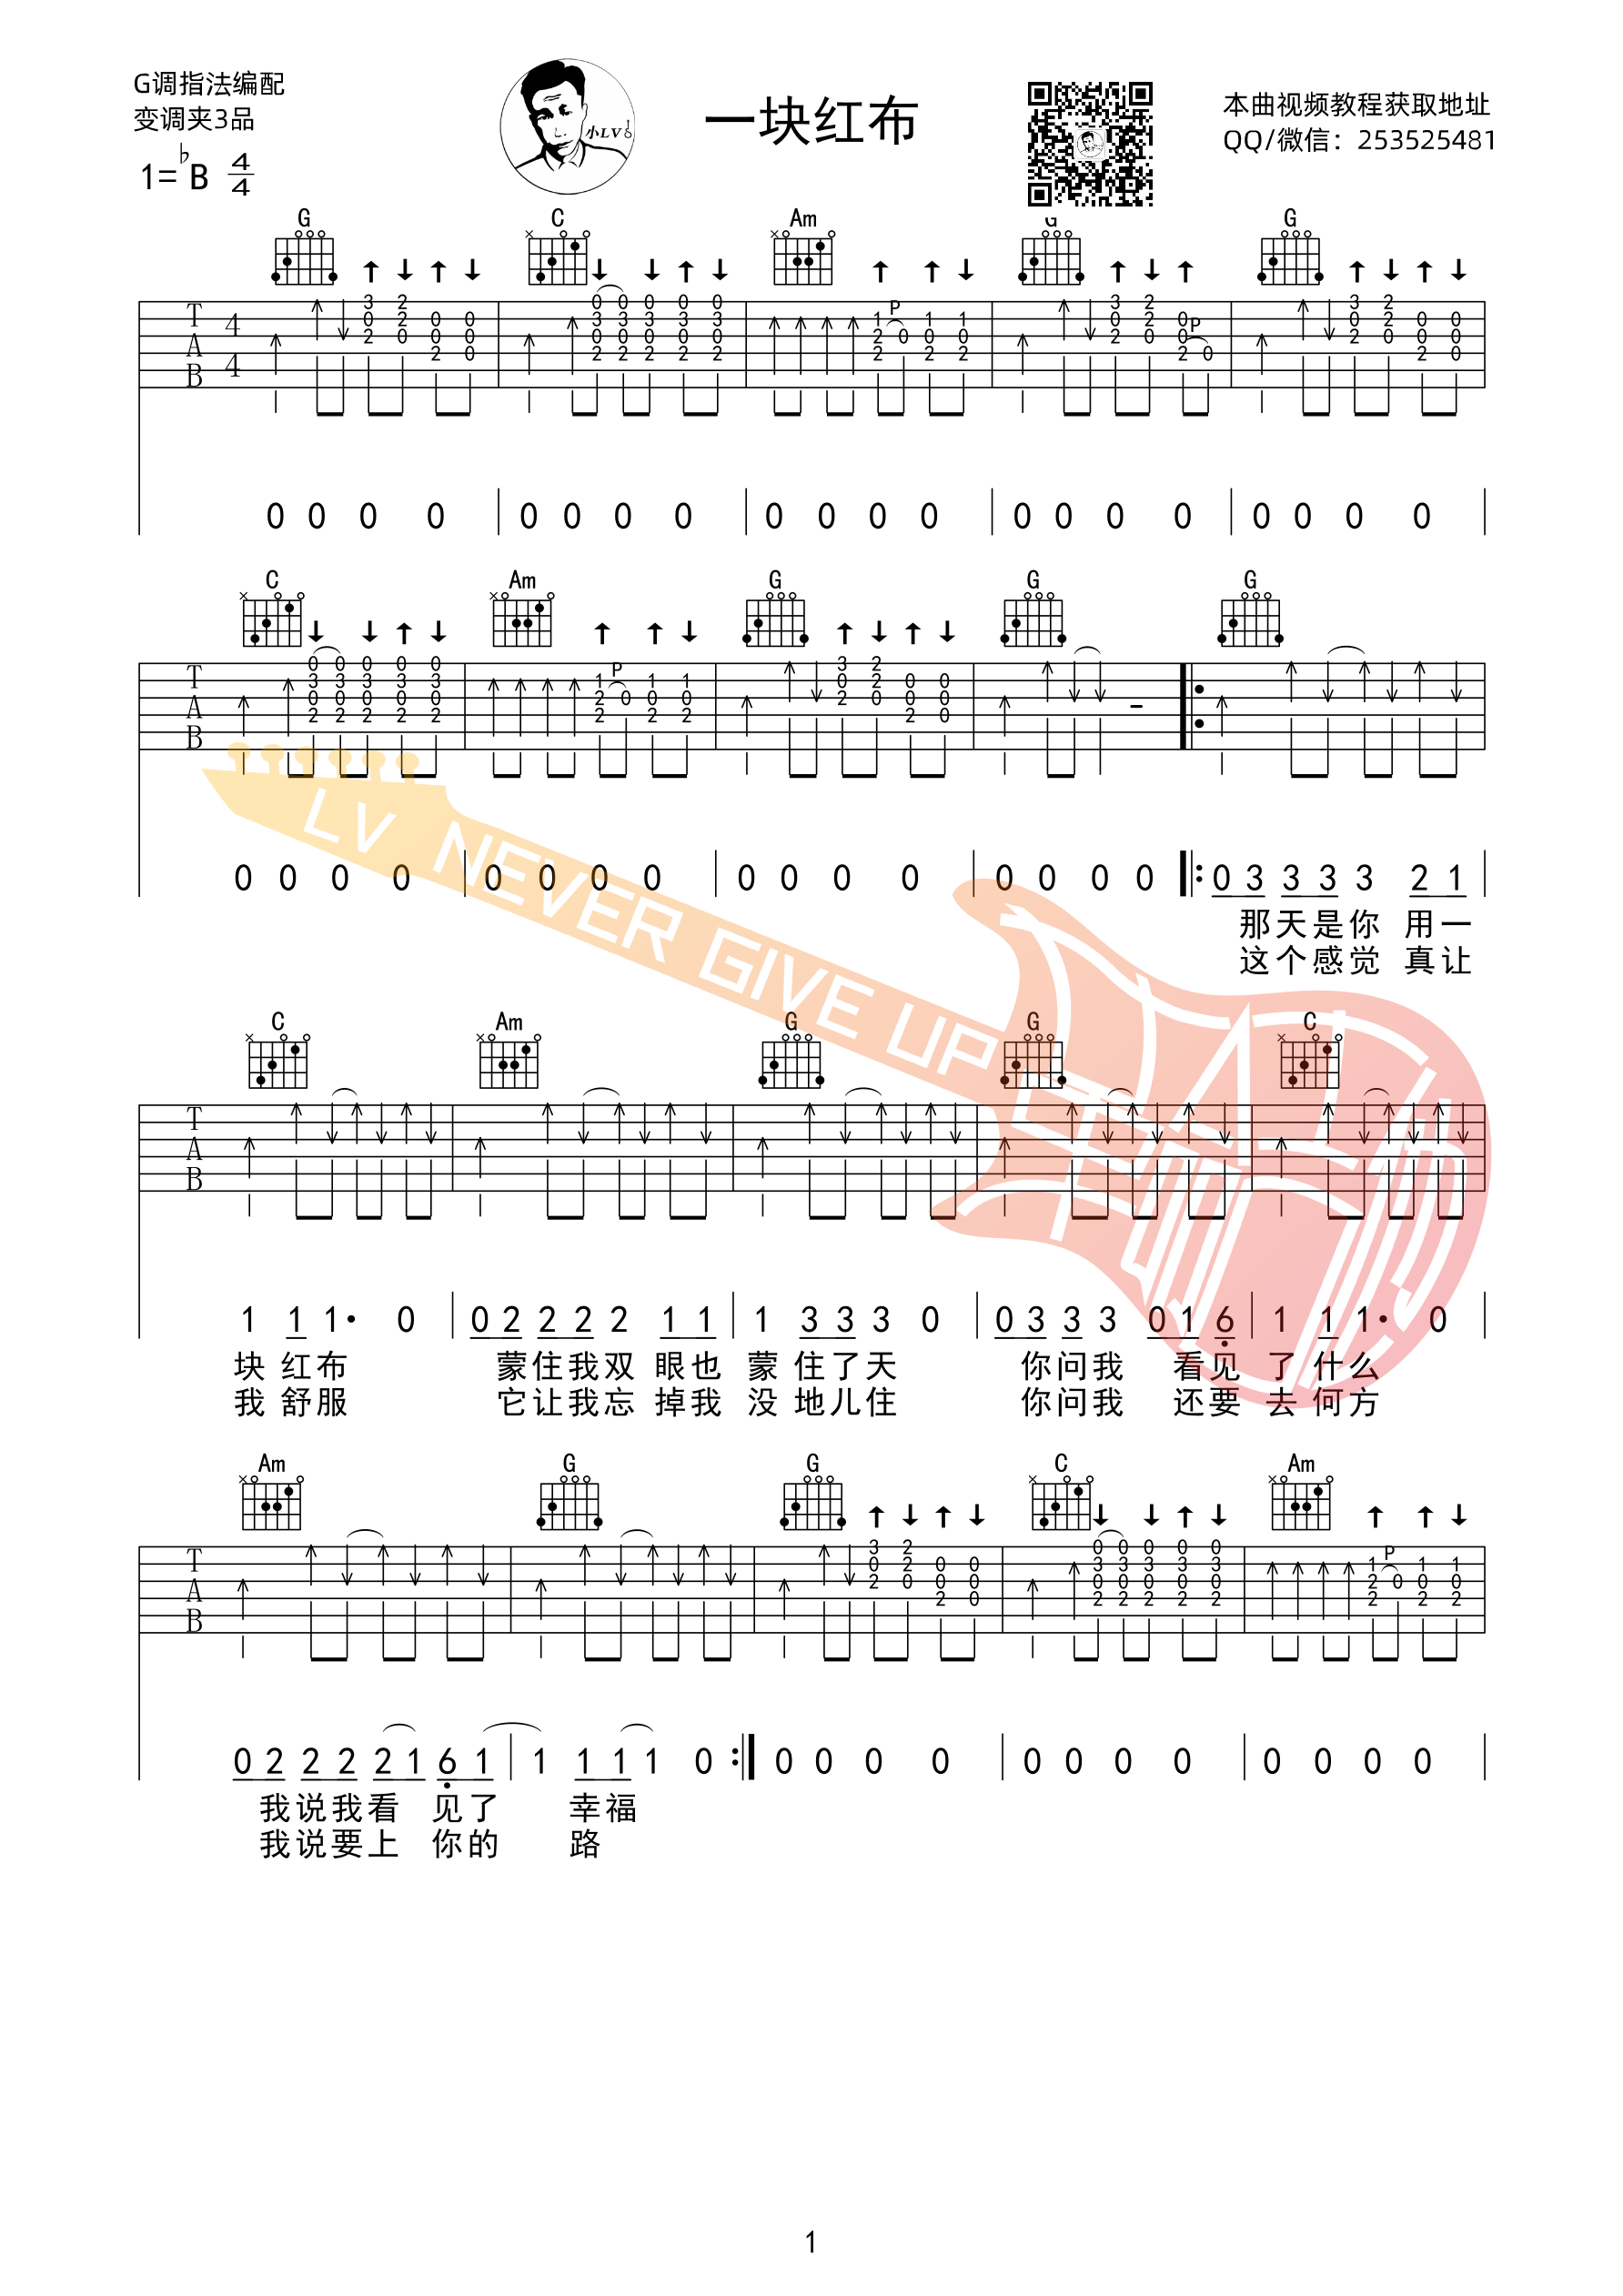 G调指法编配
变调夹3品
1=♭B 4/4
小LV
一块红布
本曲视频教程获取地址
QQ/微信：253525481
G C Am G G
T A B 4 4
P P
0 0 0 0 | 0 0 0 0 | 0 0 0 0 | 0 0 0 0 | 0 0 0 0
C Am G G G
T A B
P
0 0 0 0 | 0 0 0 0 | 0 0 0 0 | 0 0 0 0 |: 0 3 3 3 3 2 1
那天是你 用一
这个感觉 真让
LV NEVER GIVE UP
C Am G G C
T A B
1 1 1· 0 | 0 2 2 2 2 1 1 | 1 3 3 3 0 | 0 3 3 3 0 1 6 | 1 1 1· 0
块 红布 蒙住我双 眼也 蒙 住了天 你问我 看见 了 什么
我 舒服 它让我忘 掉我 没 地儿住 你问我 还要 去 何方
Am G G C Am
T A B
P
0 2 2 2 2 1 6 1 | 1 1 1 1 0 :| 0 0 0 0 | 0 0 0 0 | 0 0 0 0
我说我看 见了 幸福
我说要上 你的 路
1